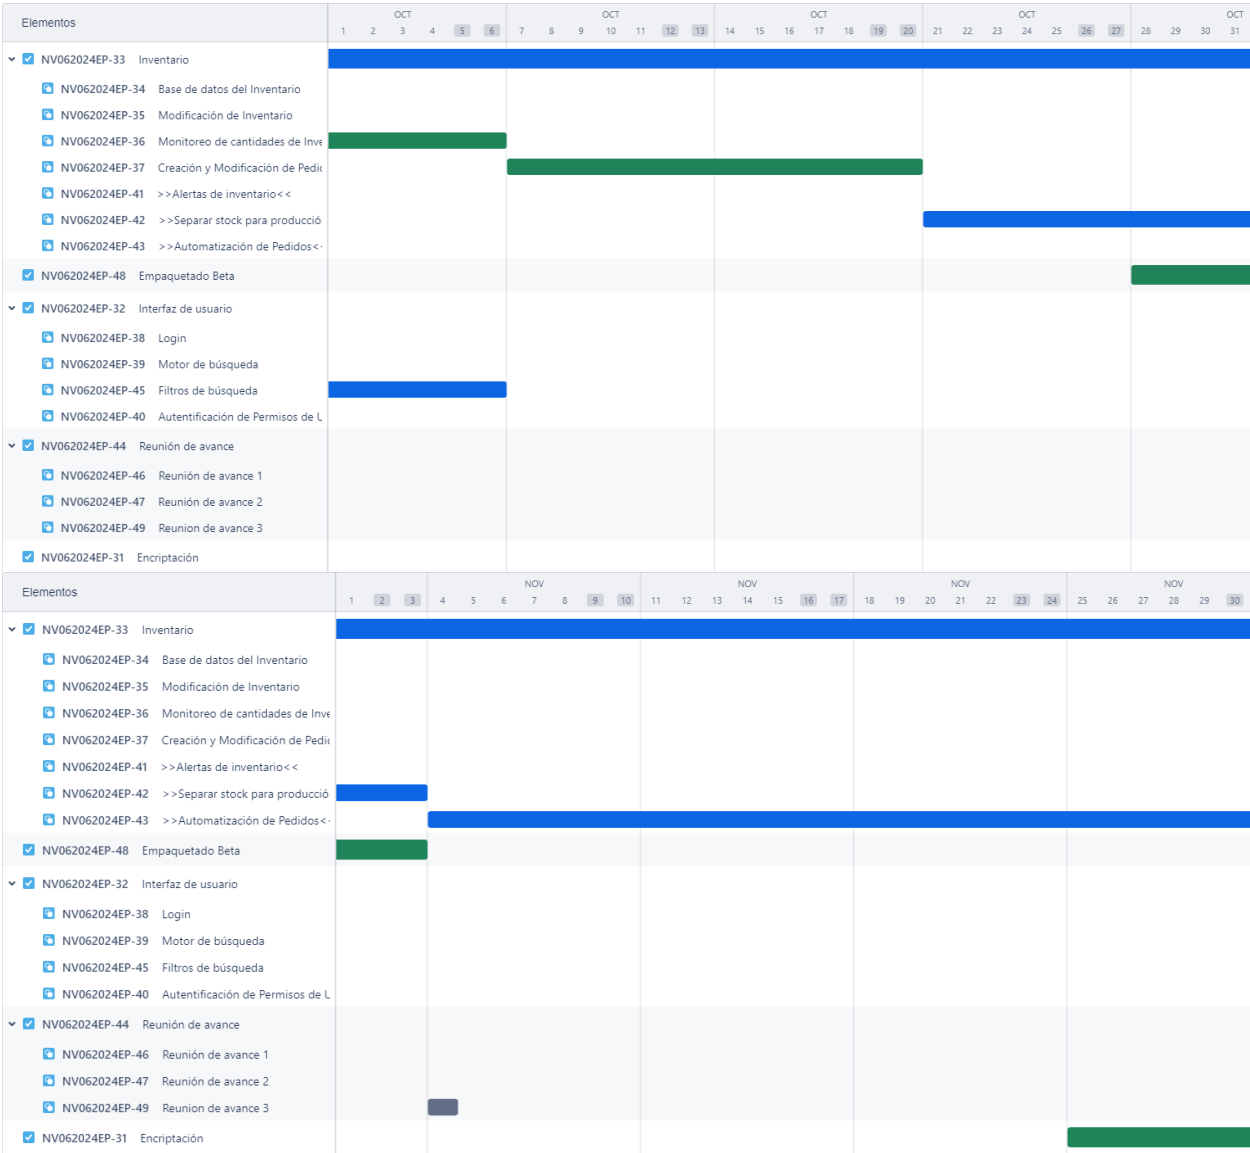 Elementos
OCT OCT OCT OCT OCT
1 2 3 4 5 6 7 8 9 10 11 12 13 14 15 16 17 18 19 20 21 22 23 24 25 26 27 28 29 30 31
NV062024EP-33 Inventario
NV062024EP-34 Base de datos del Inventario
NV062024EP-35 Modificación de Inventario
NV062024EP-36 Monitoreo de cantidades de Inve
NV062024EP-37 Creación y Modificación de Pedic
NV062024EP-41 >>Alertas de inventario<<
NV062024EP-42 >>Separar stock para producció
NV062024EP-43 >>Automatización de Pedidos<
NV062024EP-48 Empaquetado Beta
NV062024EP-32 Interfaz de usuario
NV062024EP-38 Login
NV062024EP-39 Motor de búsqueda
NV062024EP-45 Filtros de búsqueda
NV062024EP-40 Autentificación de Permisos de U
NV062024EP-44 Reunión de avance
NV062024EP-46 Reunión de avance 1
NV062024EP-47 Reunión de avance 2
NV062024EP-49 Reunion de avance 3
NV062024EP-31 Encriptación
Elementos
NOV NOV NOV NOV
1 2 3 4 5 6 7 8 9 10 11 12 13 14 15 16 17 18 19 20 21 22 23 24 25 26 27 28 29 30
NV062024EP-33 Inventario
NV062024EP-34 Base de datos del Inventario
NV062024EP-35 Modificación de Inventario
NV062024EP-36 Monitoreo de cantidades de Inve
NV062024EP-37 Creación y Modificación de Pedic
NV062024EP-41 >>Alertas de inventario<<
NV062024EP-42 >>Separar stock para producció
NV062024EP-43 >>Automatización de Pedidos<
NV062024EP-48 Empaquetado Beta
NV062024EP-32 Interfaz de usuario
NV062024EP-38 Login
NV062024EP-39 Motor de búsqueda
NV062024EP-45 Filtros de búsqueda
NV062024EP-40 Autentificación de Permisos de U
NV062024EP-44 Reunión de avance
NV062024EP-46 Reunión de avance 1
NV062024EP-47 Reunión de avance 2
NV062024EP-49 Reunion de avance 3
NV062024EP-31 Encriptación